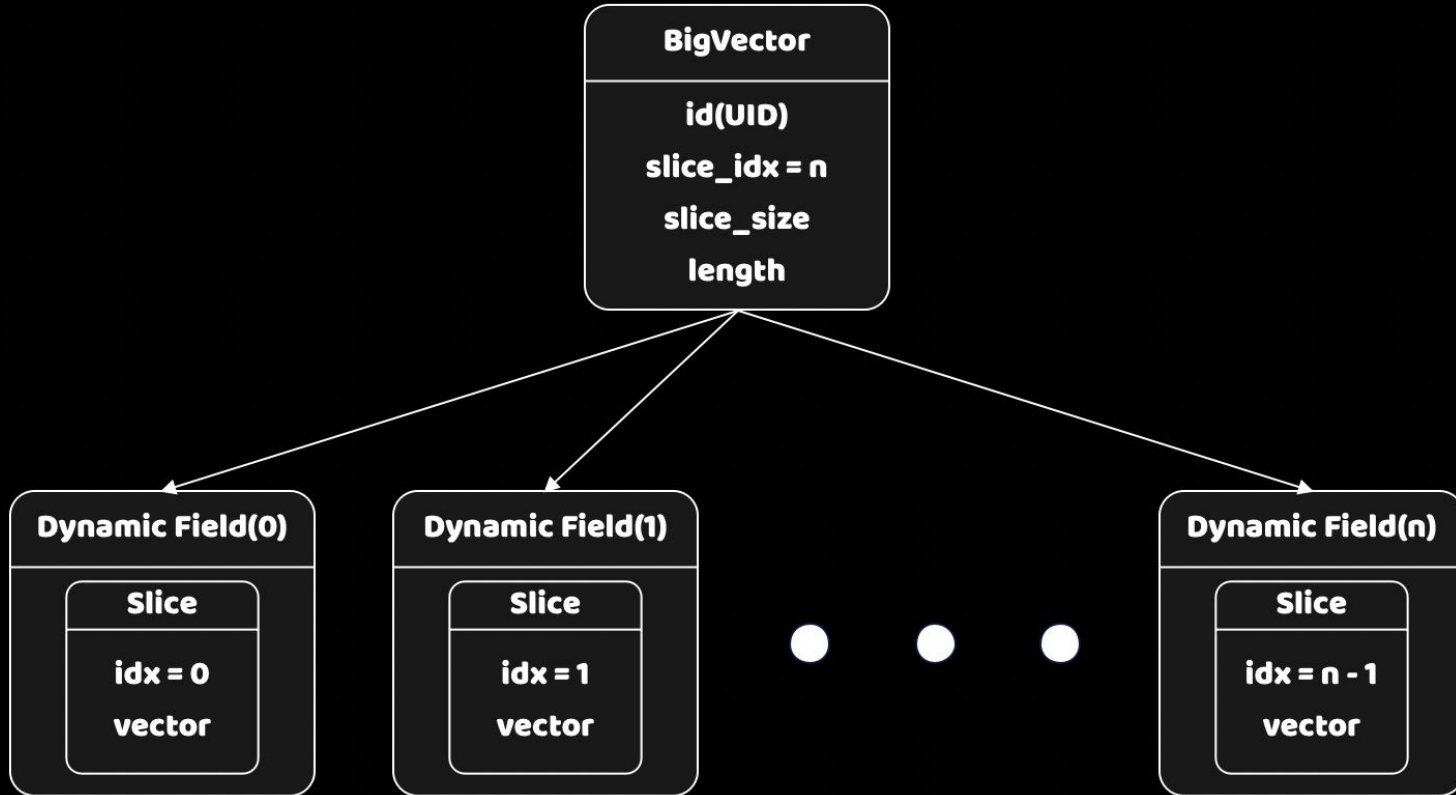 BigVector
id(UID)
slice_idx = n
slice_size
length
Dynamic Field(0)
Slice
idx = 0
vector
Dynamic Field(1)
Slice
idx = 1
vector
Dynamic Field(n)
Slice
idx = n - 1
vector